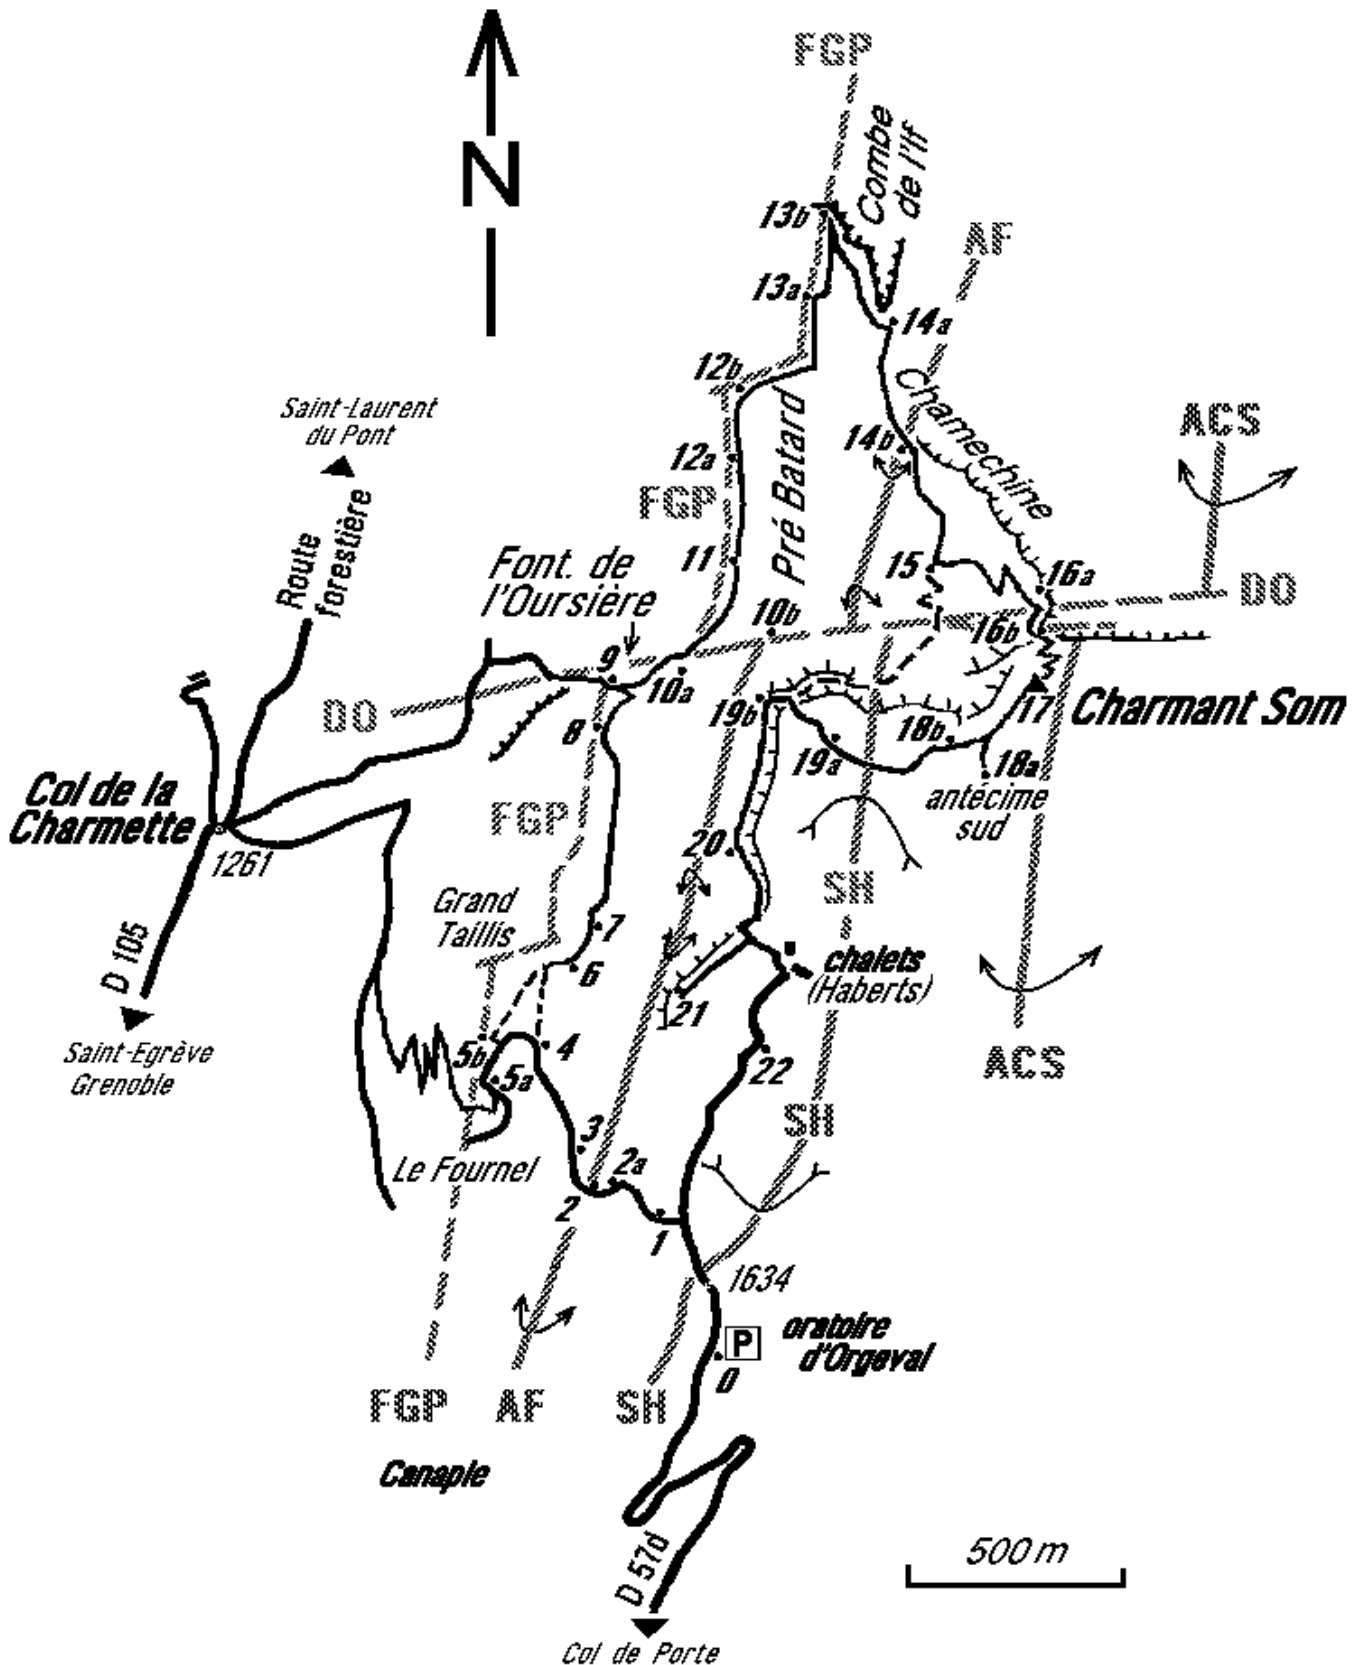 FGP
Combe
de l'If
N
13b
AF
13a
14a
12b
Chamechine
Saint-Laurent
du Pont
ACS
14b
12a
Pré Batard
FGP
Route
forestière
Font. de
l'Oursière
11
15
16a
DO
10b
16b
9
10a
DO
19b
17
Charmant Som
8
18b
19a
18a
antécime
sud
Col de la
Charmette
1261
FGP
20
SH
Grand
Taillis
D 105
7
6
chalets
(Haberts)
21
Saint-Egrève
Grenoble
5b
4
22
ACS
5a
SH
3
Le Fournel
2a
2
1
1634
P
oratoire
d'Orgeval
0
FGP
AF
SH
Canaple
500 m
D 57d
Col de Porte